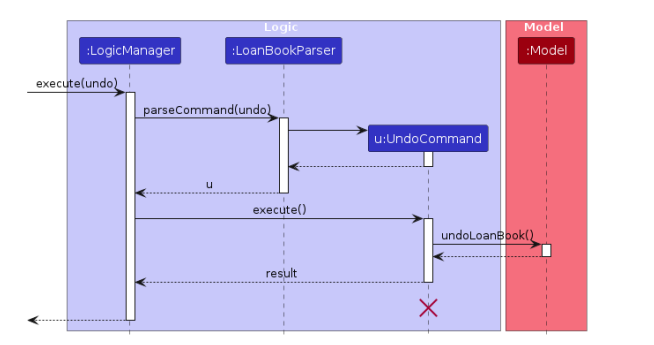 Logic
Model
:LogicManager
:LoanBookParser
:Model
execute(undo)
parseCommand(undo)
u:UndoCommand
u
execute()
undoLoanBook()
result